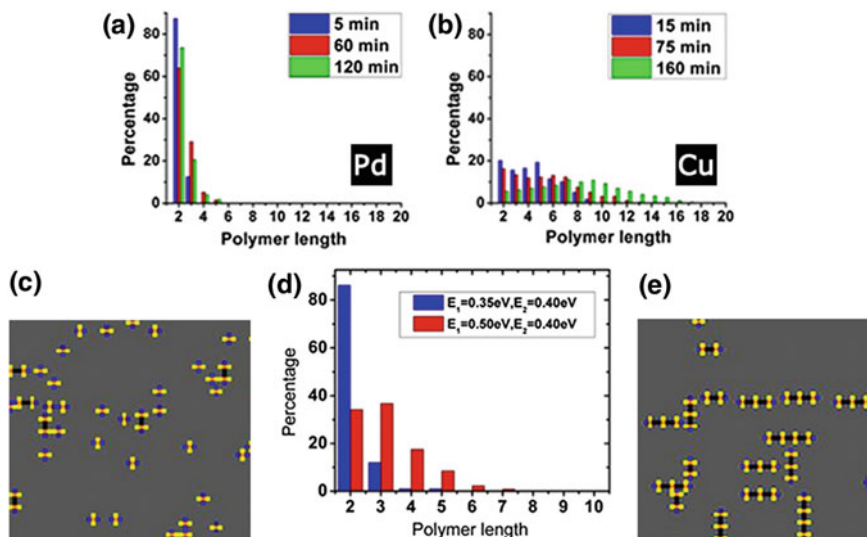 (a)
80
60
40
20
0
Percentage
5 min
60 min
120 min
Pd
2 4 6 8 10 12 14 16 18 20
Polymer length
(b)
80
60
40
20
0
Percentage
15 min
75 min
160 min
Cu
2 4 6 8 10 12 14 16 18 20
Polymer length
(c)
(d)
80
60
40
20
0
Percentage
E1=0.35eV,E2=0.40eV
E1=0.50eV,E2=0.40eV
2 3 4 5 6 7 8 9 10
Polymer length
(e)